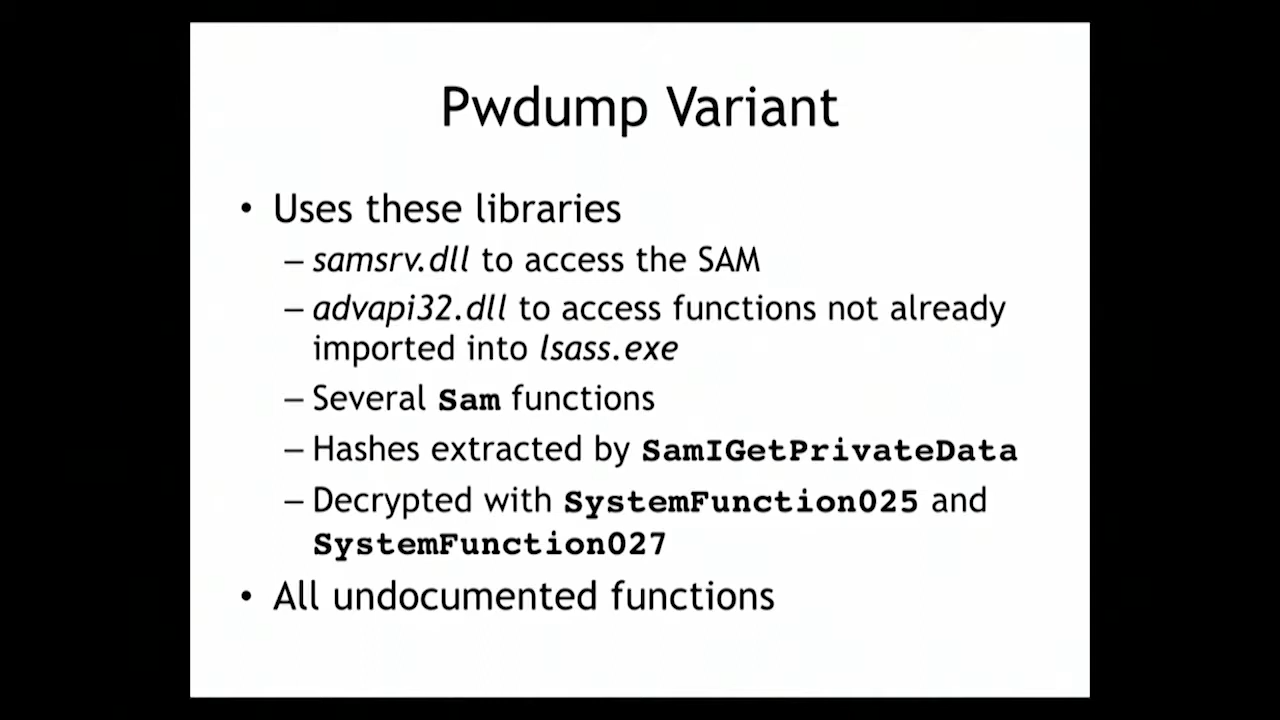 Pwdump Variant
• Uses these libraries
– samsrv.dll to access the SAM
– advapi32.dll to access functions not already
imported into lsass.exe
– Several Sam functions
– Hashes extracted by SamIGetPrivateData
– Decrypted with SystemFunction025 and
SystemFunction027
• All undocumented functions